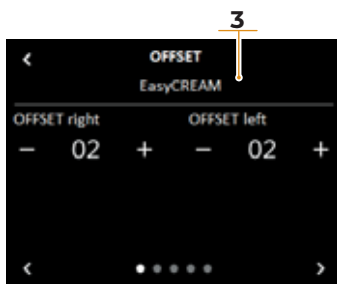 3
OFFSET
EasyCREAM
OFFSET right OFFSET left
− 02 + − 02 +